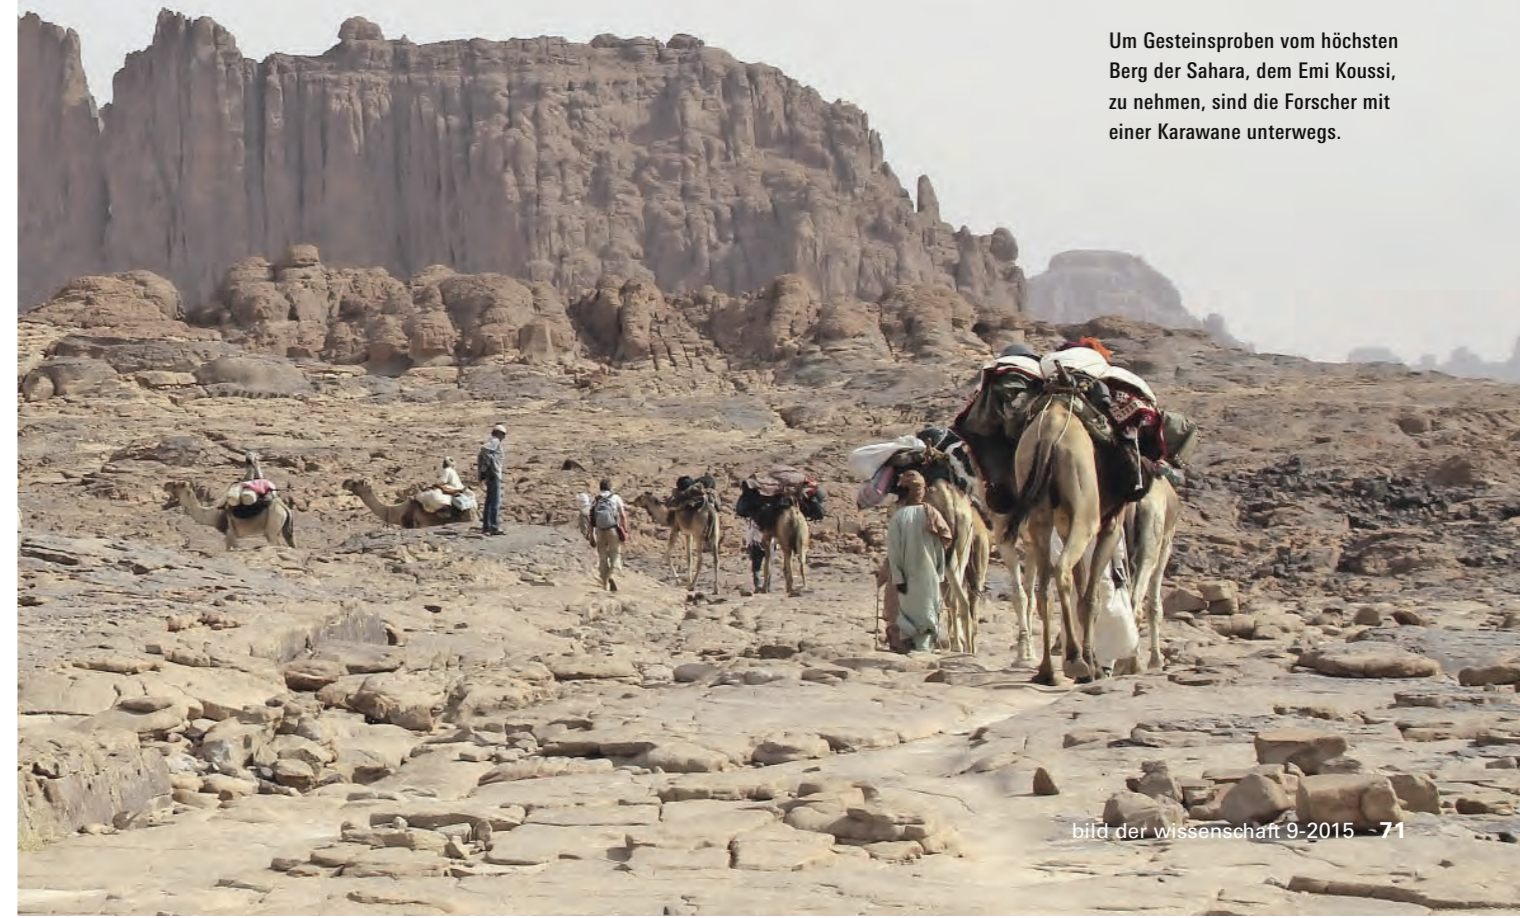 Um Gesteinsproben vom höchsten
Berg der Sahara, dem Emi Koussi,
zu nehmen, sind die Forscher mit
einer Karawane unterwegs.
bild der wissenschaft 9-2015 71